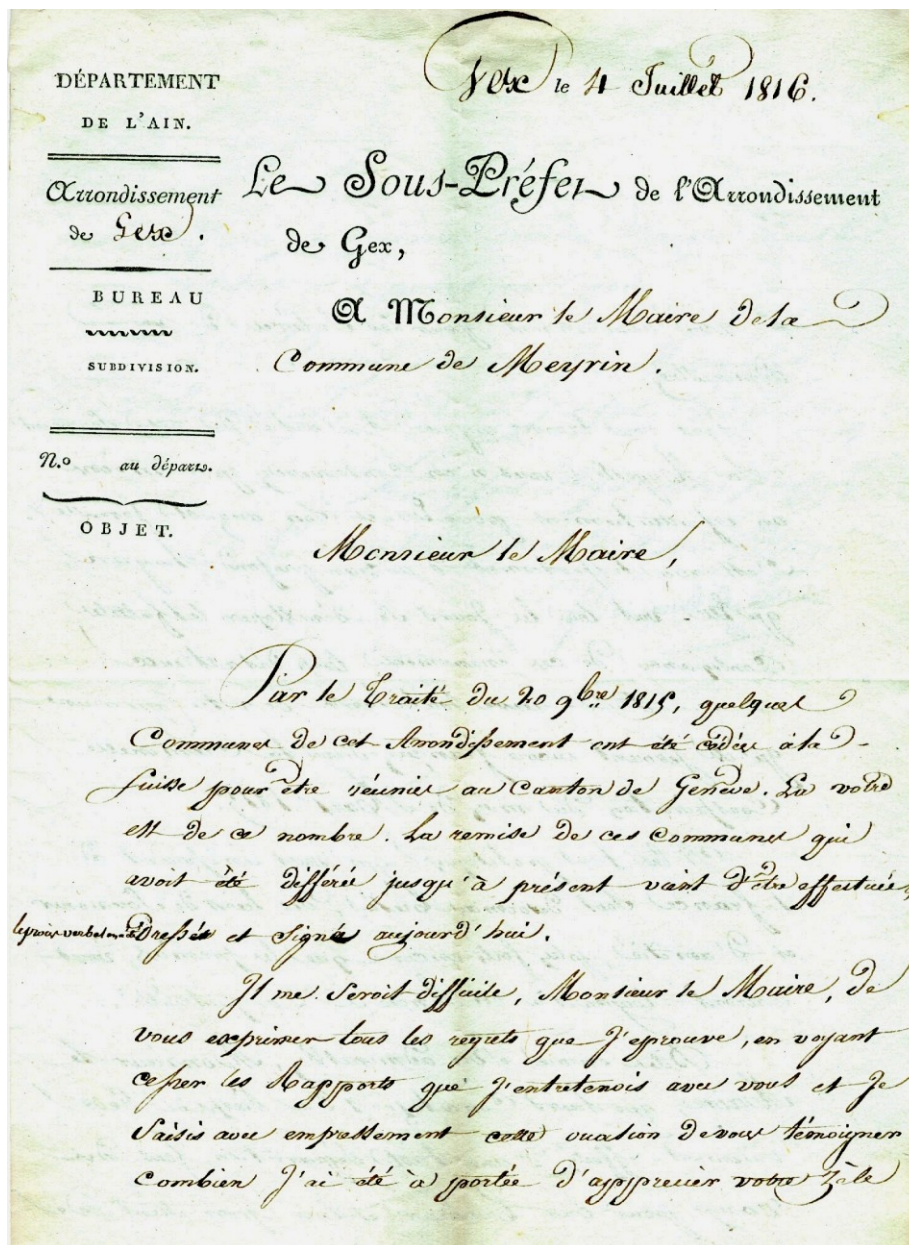 DÉPARTEMENT
DE L'AIN.
Arrondissement
de Gex.
BUREAU
SUBDIVISION.
N.o au départ.
OBJET.
Gex le 4 Juillet 1816.
Le Sous-Préfet de l'Arrondissement
de Gex,
A Monsieur le Maire de la
Commune de Meyrin.
Monsieur le Maire,
Par le Traité du 20 9bre 1815, quelques
Communes de cet Arrondissement ont été cédées à la
Suisse pour être réunies au Canton de Genève. La votre
est de ce nombre. La remise de ces Communes qui
avoit été différée jusqu'à présent vient d'être effectuée,
le procès verbal en a été Dressé et Signé aujourd'hui.
Il me Seroit difficile, Monsieur le Maire, de
vous exprimer tous les regrets que J'eprouve, en voyant
cesser les Rapports que J'entretenois avec vous et Je
Saisis avec empressement cette occasion de vous témoigner
Combien J'ai été à portée d'apprecier votre Zèle